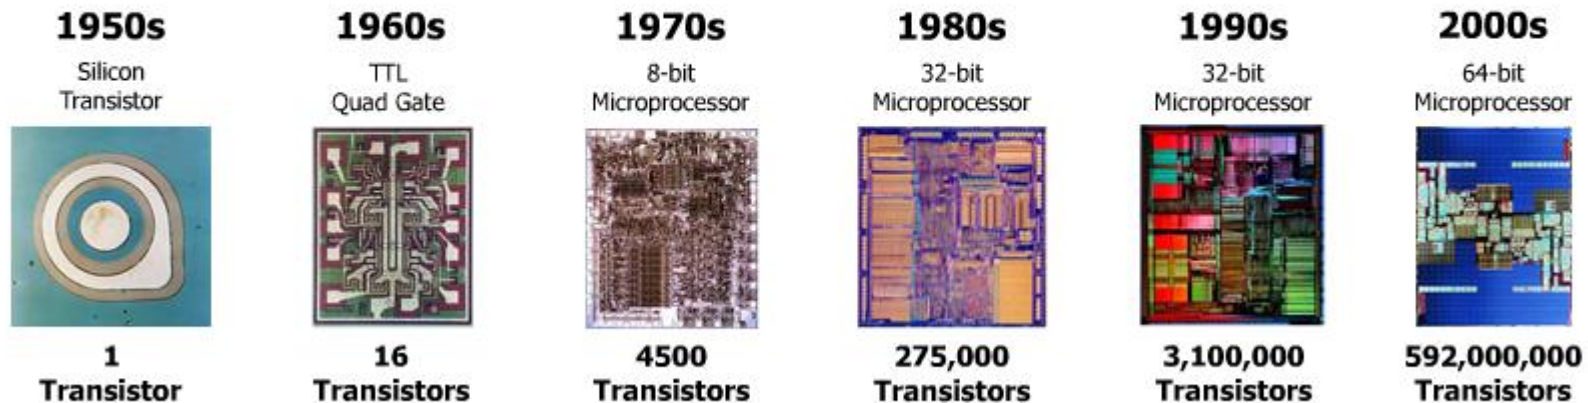 1950s
Silicon
Transistor
1
Transistor
1960s
TTL
Quad Gate
16
Transistors
1970s
8-bit
Microprocessor
4500
Transistors
1980s
32-bit
Microprocessor
275,000
Transistors
1990s
32-bit
Microprocessor
3,100,000
Transistors
2000s
64-bit
Microprocessor
592,000,000
Transistors